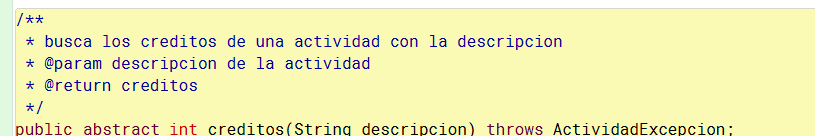 /**
 * busca los creditos de una actividad con la descripcion
 * @param descripcion de la actividad
 * @return creditos
 */
public abstract int creditos(String descripcion) throws ActividadExcepcion;